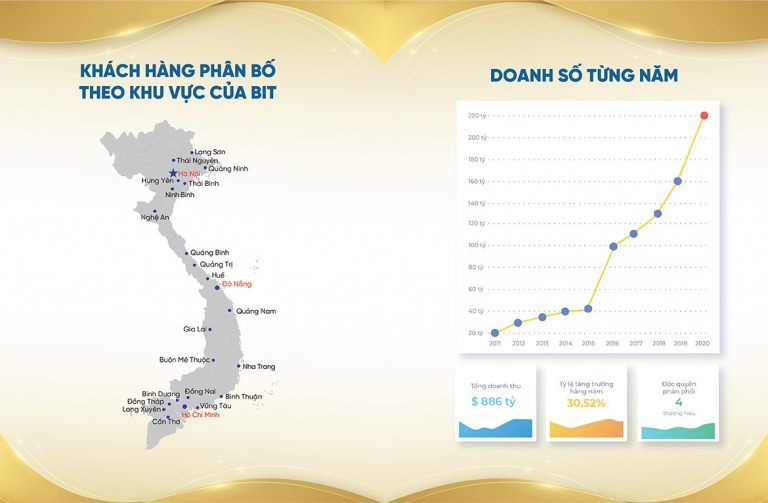 KHÁCH HÀNG PHÂN BỐ
THEO KHU VỰC CỦA BIT
Lạng Sơn
Thái Nguyên
Quảng Ninh
Hà Nội
Hưng Yên
Thái Bình
Ninh Bình
Nghệ An
Quảng Bình
Quảng Trị
Huế
Đà Nẵng
Quảng Nam
Gia Lai
Buôn Mê Thuộc
Nha Trang
Bình Dương
Đồng Nai
Bình Thuận
Đồng Tháp
Long Xuyên
Vũng Tàu
Hồ Chí Minh
Cần Thơ
DOANH SỐ TỪNG NĂM
220 tỷ
200 tỷ
180 tỷ
160 tỷ
140 tỷ
120 tỷ
100 tỷ
80 tỷ
60 tỷ
40 tỷ
20 tỷ
2011 2012 2013 2014 2015 2016 2017 2018 2019 2020
Tổng doanh thu
$ 886 tỷ
Tỷ lệ tăng trưởng
hằng năm
30,52%
Độc quyền
phân phối
4
thương hiệu